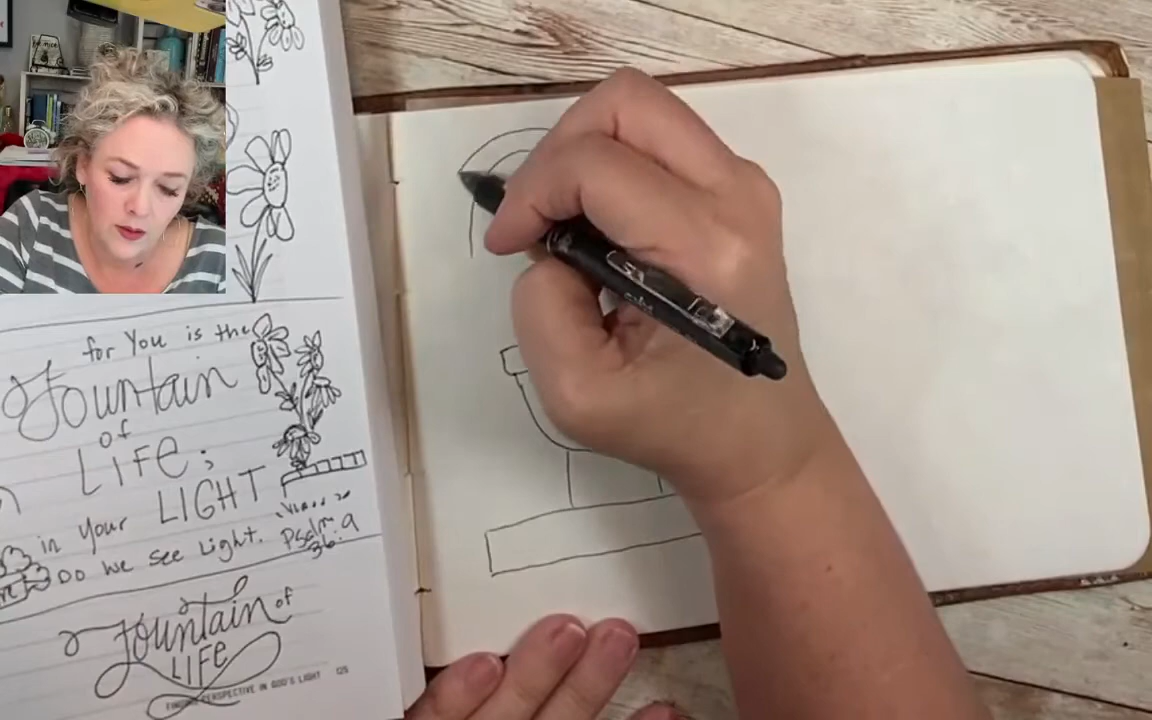 for You is the
Fountain
of
LIFE;
in Your LIGHT
Do we see Light. Psalm
36:9
Fountain of
LIFE
PERSPECTIVE IN GOD'S LIGHT 125